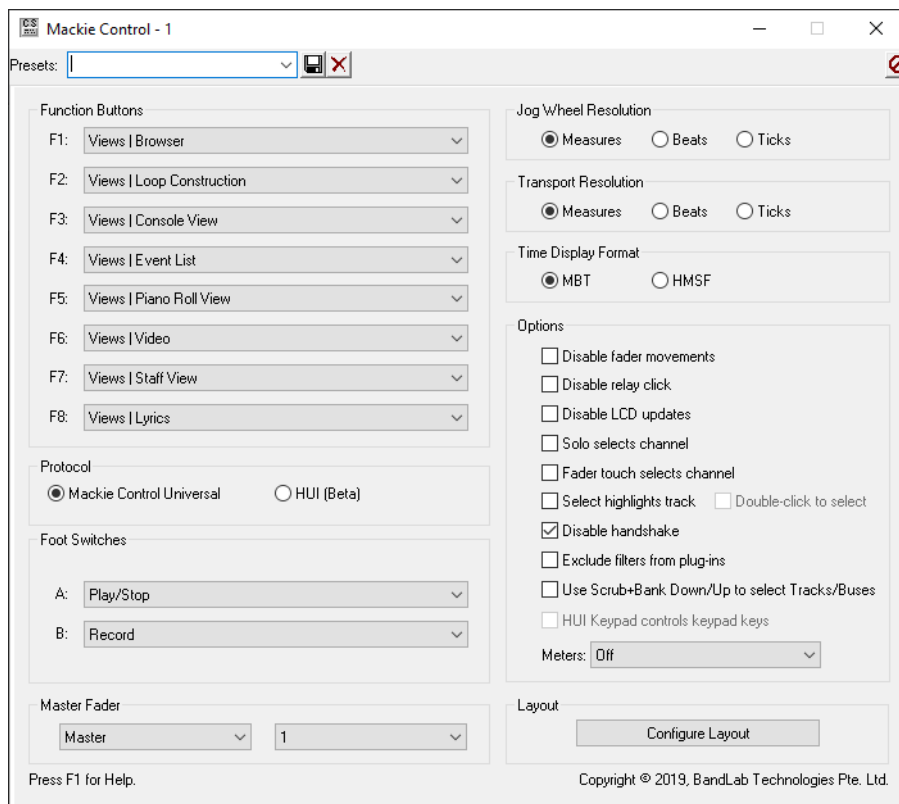 Mackie Control - 1
Presets:
Function Buttons
F1: Views | Browser
F2: Views | Loop Construction
F3: Views | Console View
F4: Views | Event List
F5: Views | Piano Roll View
F6: Views | Video
F7: Views | Staff View
F8: Views | Lyrics
Protocol
Mackie Control Universal HUI (Beta)
Foot Switches
A: Play/Stop
B: Record
Master Fader
Master 1
Press F1 for Help.
Jog Wheel Resolution
Measures Beats Ticks
Transport Resolution
Measures Beats Ticks
Time Display Format
MBT HMSF
Options
Disable fader movements
Disable relay click
Disable LCD updates
Solo selects channel
Fader touch selects channel
Select highlights track Double-click to select
Disable handshake
Exclude filters from plug-ins
Use Scrub+Bank Down/Up to select Tracks/Buses
HUI Keypad controls keypad keys
Meters: Off
Layout
Configure Layout
Copyright © 2019, BandLab Technologies Pte. Ltd.